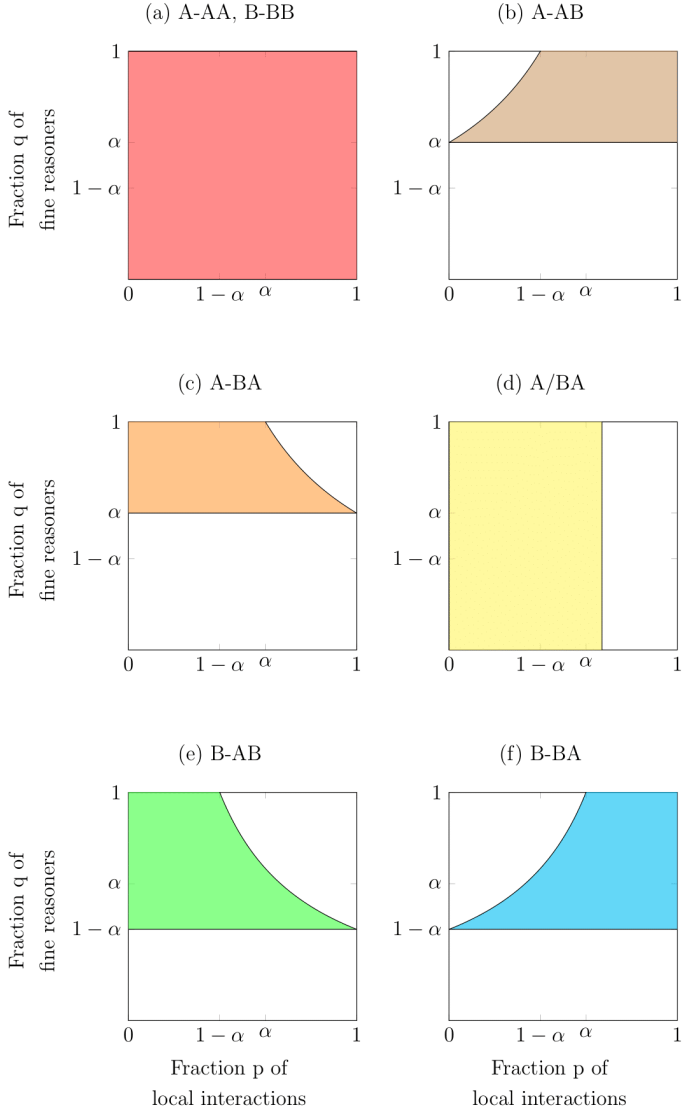 (a) A-AA, B-BB
(b) A-AB
Fraction q of
fine reasoners
1
α
1 − α
0
1 − α
α
1
1
α
1 − α
0
1 − α
α
1
(c) A-BA
(d) A/BA
Fraction q of
fine reasoners
1
α
1 − α
0
1 − α
α
1
1
α
1 − α
0
1 − α
α
1
(e) B-AB
(f) B-BA
Fraction q of
fine reasoners
1
α
1 − α
0
1 − α
α
1
Fraction p of
local interactions
1
α
1 − α
0
1 − α
α
1
Fraction p of
local interactions